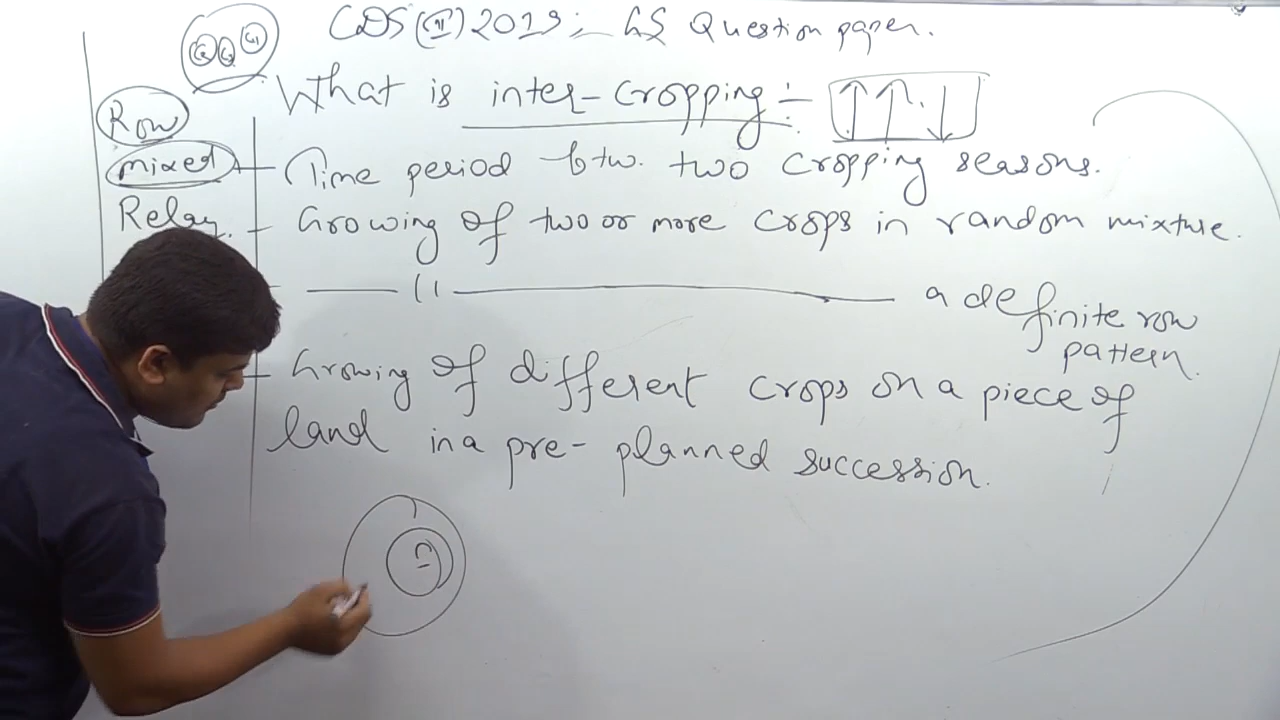 CDS (II) 2019 :- GS Question paper.
What is inter-cropping :-
Row
mixed
Relay.
- Time period btw. two cropping seasons.
- Growing of two or more crops in random mixture.
- —— 11 —— a definite row
pattern.
- Growing of different crops on a piece of
land in a pre-planned succession.